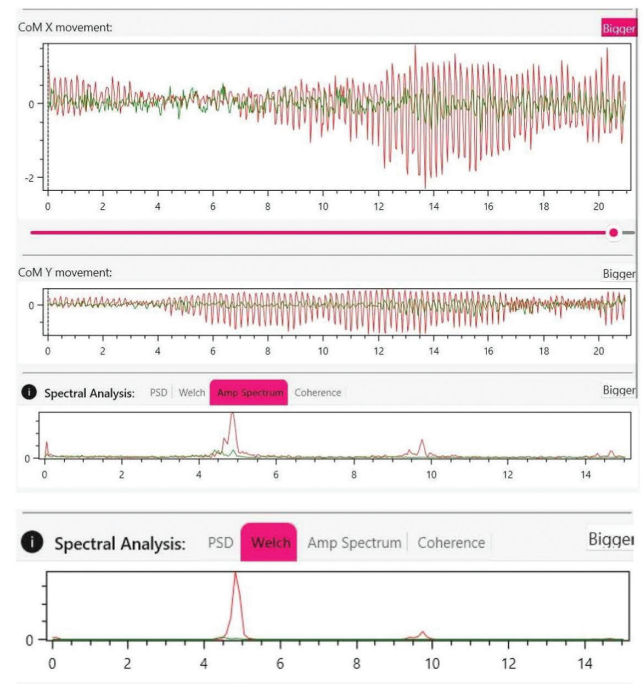 CoM X movement: Bigger
0
-2
0 2 4 6 8 10 12 14 16 18 20
CoM Y movement: Bigger
0
0 2 4 6 8 10 12 14 16 18 20
i Spectral Analysis: PSD Welch Amp Spectrum Coherence Bigger
0
0 2 4 6 8 10 12 14
i Spectral Analysis: PSD Welch Amp Spectrum Coherence Bigger
0
0 2 4 6 8 10 12 14